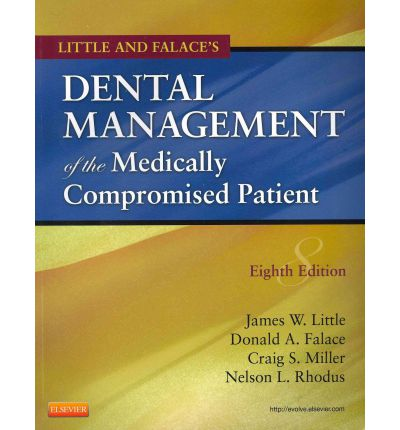 LITTLE AND FALACE'S
DENTAL
MANAGEMENT
of the Medically
Compromised Patient
8
Eighth Edition
James W. Little
Donald A. Falace
Craig S. Miller
Nelson L. Rhodus
ELSEVIER
http://evolve.elsevier.com